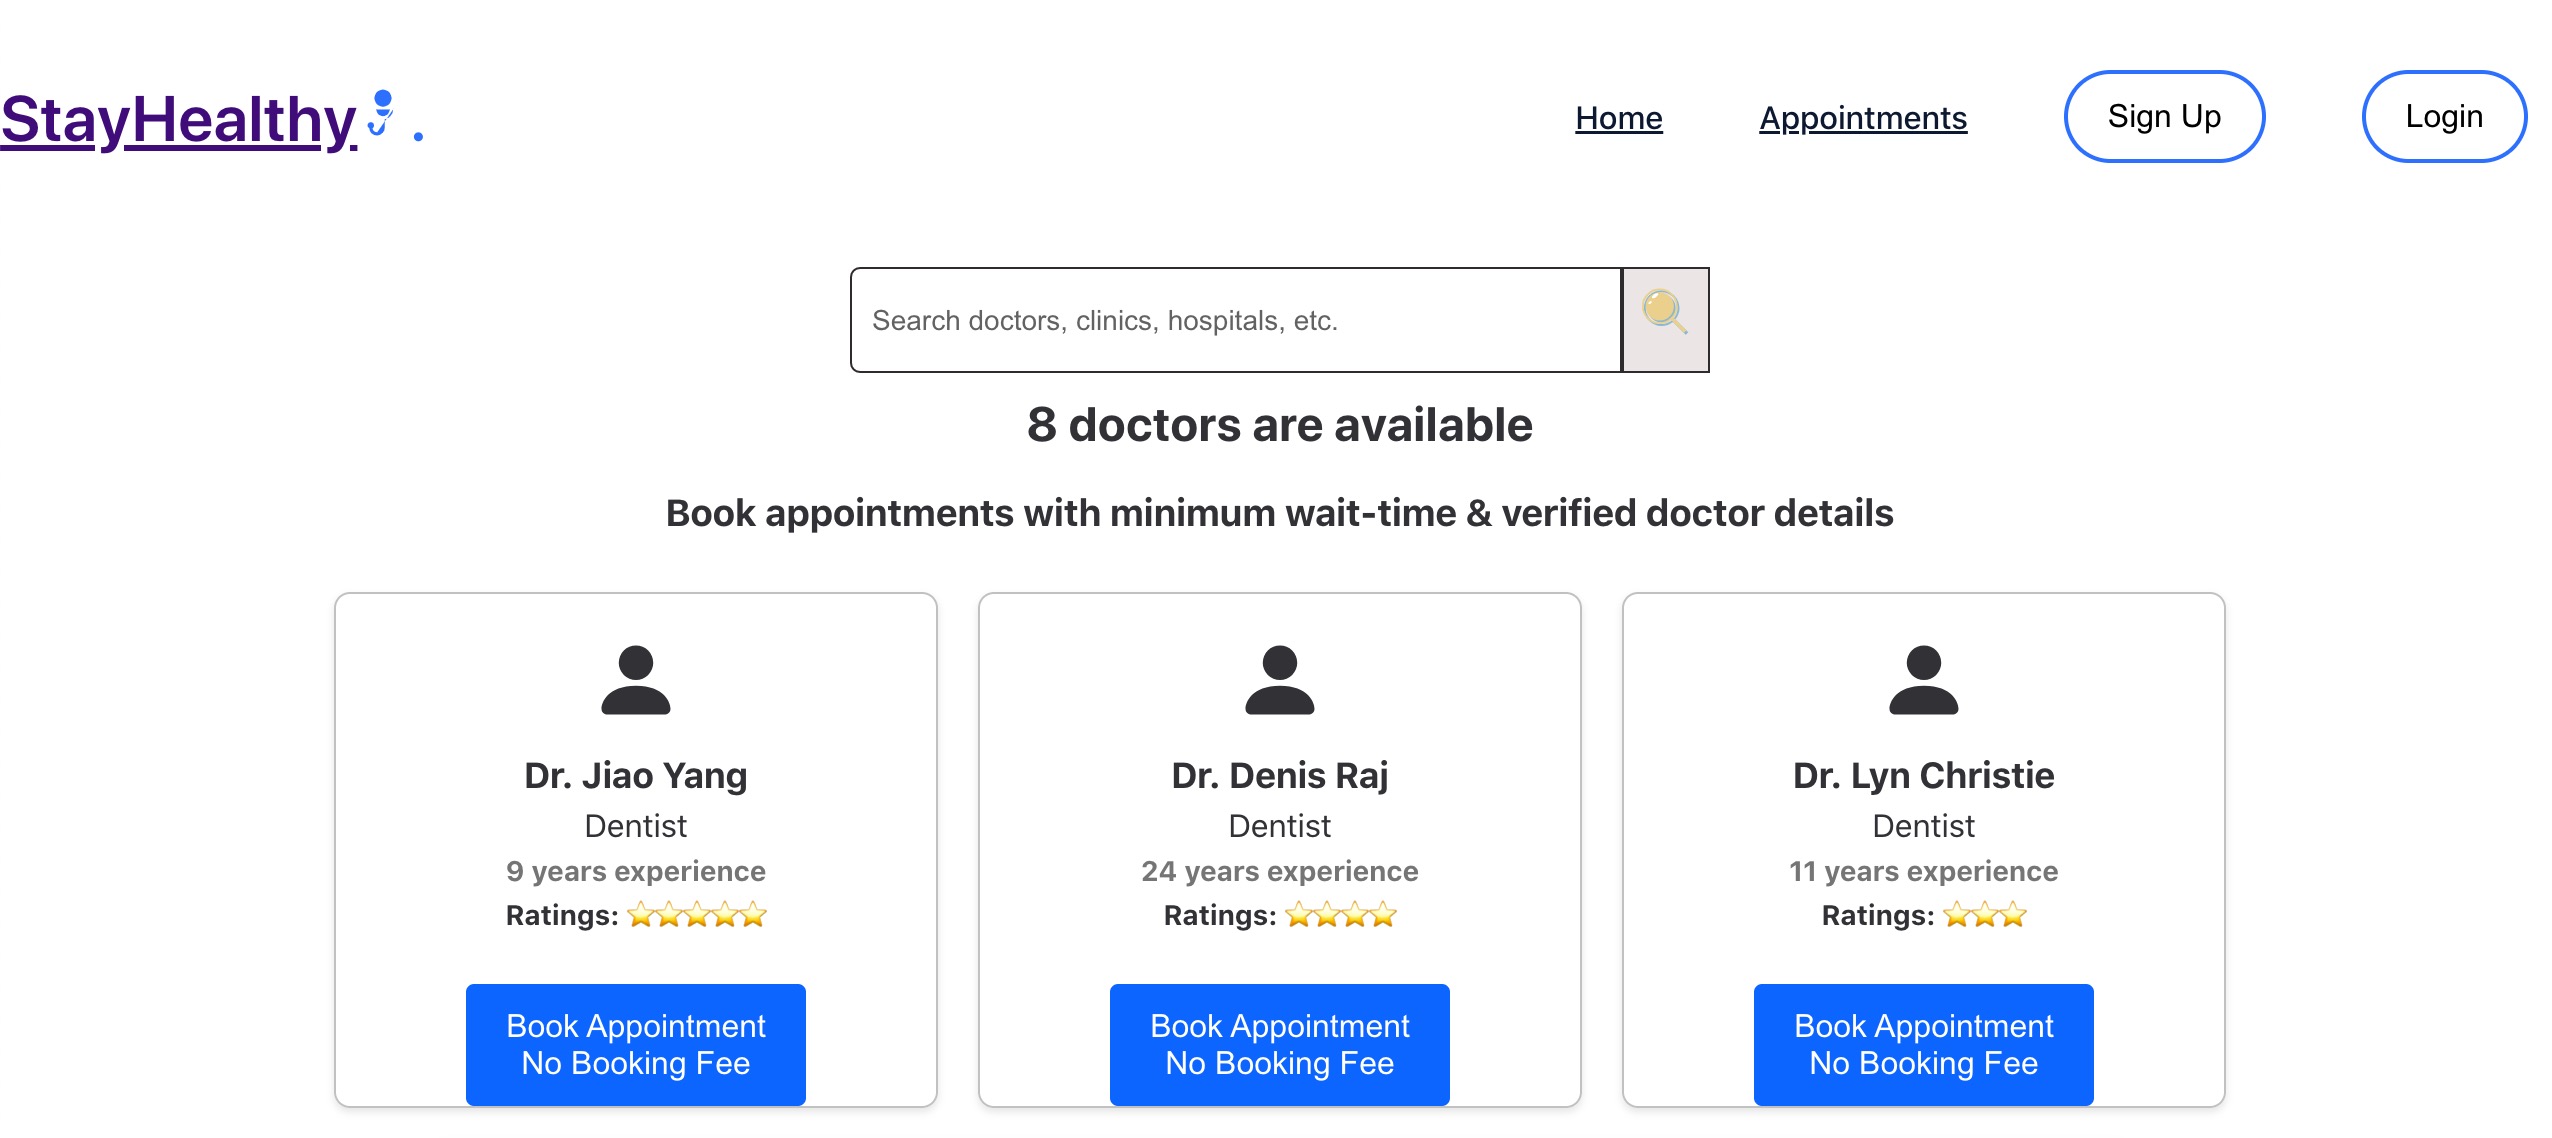 StayHealthy .
Home
Appointments
Sign Up
Login
Search doctors, clinics, hospitals, etc.
8 doctors are available
Book appointments with minimum wait-time & verified doctor details
Dr. Jiao Yang
Dentist
9 years experience
Ratings: ⭐⭐⭐⭐⭐
Book Appointment
No Booking Fee
Dr. Denis Raj
Dentist
24 years experience
Ratings: ⭐⭐⭐⭐
Book Appointment
No Booking Fee
Dr. Lyn Christie
Dentist
11 years experience
Ratings: ⭐⭐⭐
Book Appointment
No Booking Fee